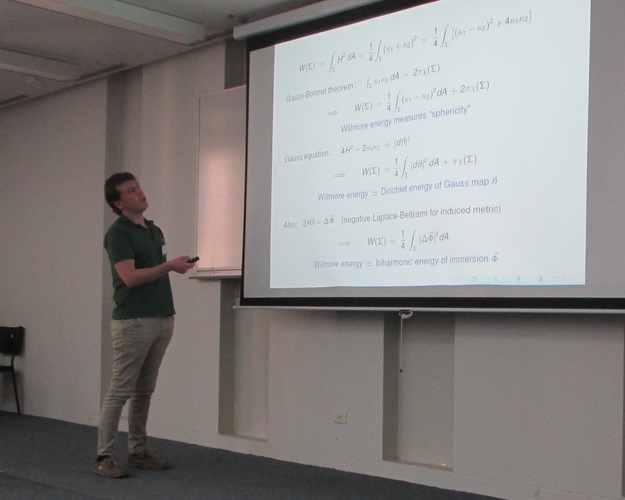 W(Σ) := ∫_Σ H² dA = 1/4 ∫_Σ (κ₁ + κ₂)² = 1/4 ∫_Σ [(κ₁ − κ₂)² + 4κ₁κ₂]
Gauss-Bonnet theorem: ∫_Σ κ₁κ₂ dA = 2πχ(Σ)
⟹ W(Σ) = 1/4 ∫_Σ (κ₁ − κ₂)² dA + 2πχ(Σ)
Willmore energy measures "sphericity"
Gauss equation: 4H² − 2κ₁κ₂ = |dn⃗|²
⟹ W(Σ) = 1/4 ∫_Σ |dn⃗|² dA + πχ(Σ)
Willmore energy ≃ Dirichlet energy of Gauss map n⃗
Also: 2Hn⃗ = ΔΦ⃗ (negative Laplace-Beltrami for induced metric)
⟹ W(Σ) = 1/4 ∫_Σ |ΔΦ⃗|² dA
Willmore energy ≃ biharmonic energy of immersion Φ⃗